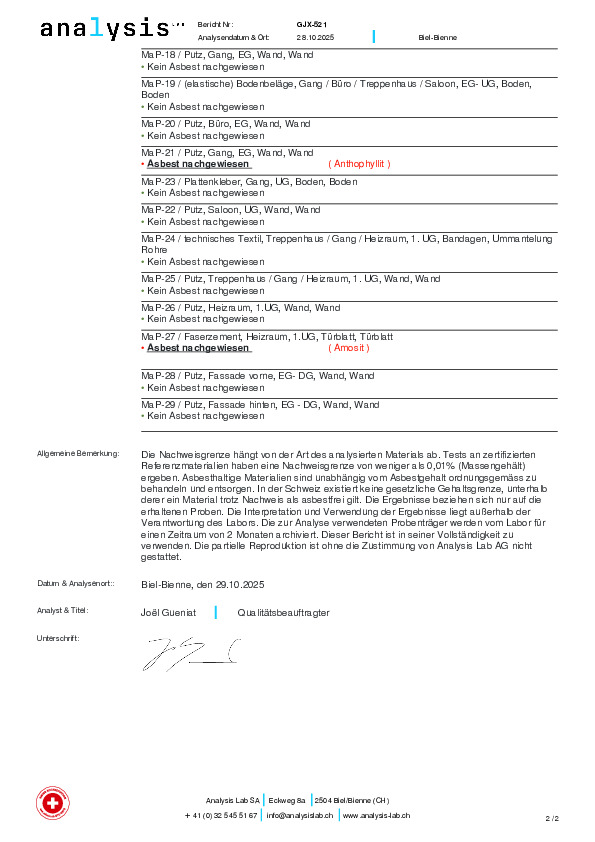 analysis
Bericht Nr: GJX-521
Analysendatum & Ort: 28.10.2025 Biel-Bienne
MaP-18 / Putz, Gang, EG, Wand, Wand
• Kein Asbest nachgewiesen
MaP-19 / (elastische) Bodenbeläge, Gang / Büro / Treppenhaus / Saloon, EG- UG, Boden,
Boden
• Kein Asbest nachgewiesen
MaP-20 / Putz, Büro, EG, Wand, Wand
• Kein Asbest nachgewiesen
MaP-21 / Putz, Gang, EG, Wand, Wand
• Asbest nachgewiesen ( Anthophyllit )
MaP-23 / Plattenkleber, Gang, UG, Boden, Boden
• Kein Asbest nachgewiesen
MaP-22 / Putz, Saloon, UG, Wand, Wand
• Kein Asbest nachgewiesen
MaP-24 / technisches Textil, Treppenhaus / Gang / Heizraum, 1. UG, Bandagen, Ummantelung
Rohre
• Kein Asbest nachgewiesen
MaP-25 / Putz, Treppenhaus / Gang / Heizraum, 1. UG, Wand, Wand
• Kein Asbest nachgewiesen
MaP-26 / Putz, Heizraum, 1.UG, Wand, Wand
• Kein Asbest nachgewiesen
MaP-27 / Faserzement, Heizraum, 1.UG, Türblatt, Türblatt
• Asbest nachgewiesen ( Amosit )
MaP-28 / Putz, Fassade vorne, EG- DG, Wand, Wand
• Kein Asbest nachgewiesen
MaP-29 / Putz, Fassade hinten, EG - DG, Wand, Wand
• Kein Asbest nachgewiesen
Allgemeine Bemerkung: Die Nachweisgrenze hängt von der Art des analysierten Materials ab. Tests an zertifizierten
Referenzmaterialien haben eine Nachweisgrenze von weniger als 0,01% (Massengehält)
ergeben. Asbesthaltige Materialien sind unabhängig vom Asbestgehalt ordnungsgemäss zu
behandeln und entsorgen. In der Schweiz existiert keine gesetzliche Gehaltsgrenze, unterhalb
derer ein Material trotz Nachweis als asbestfrei gilt. Die Ergebnisse beziehen sich nur auf die
erhaltenen Proben. Die Interpretation und Verwendung der Ergebnisse liegt außerhalb der
Verantwortung des Labors. Die zur Analyse verwendeten Probenträger werden vom Labor für
einen Zeitraum von 2 Monaten archiviert. Dieser Bericht ist in seiner Vollständigkeit zu
verwenden. Die partielle Reproduktion ist ohne die Zustimmung von Analysis Lab AG nicht
gestattet.
Datum & Analysenort:: Biel-Bienne, den 29.10.2025
Analyst & Titel: Joël Gueniat Qualitätsbeauftragter
Unterschrift:
Analysis Lab SA Eckweg 8a 2504 Biel/Bienne (CH)
+ 41 (0) 32 545 51 67 info@analysislab.ch www.analysis-lab.ch
2 / 2